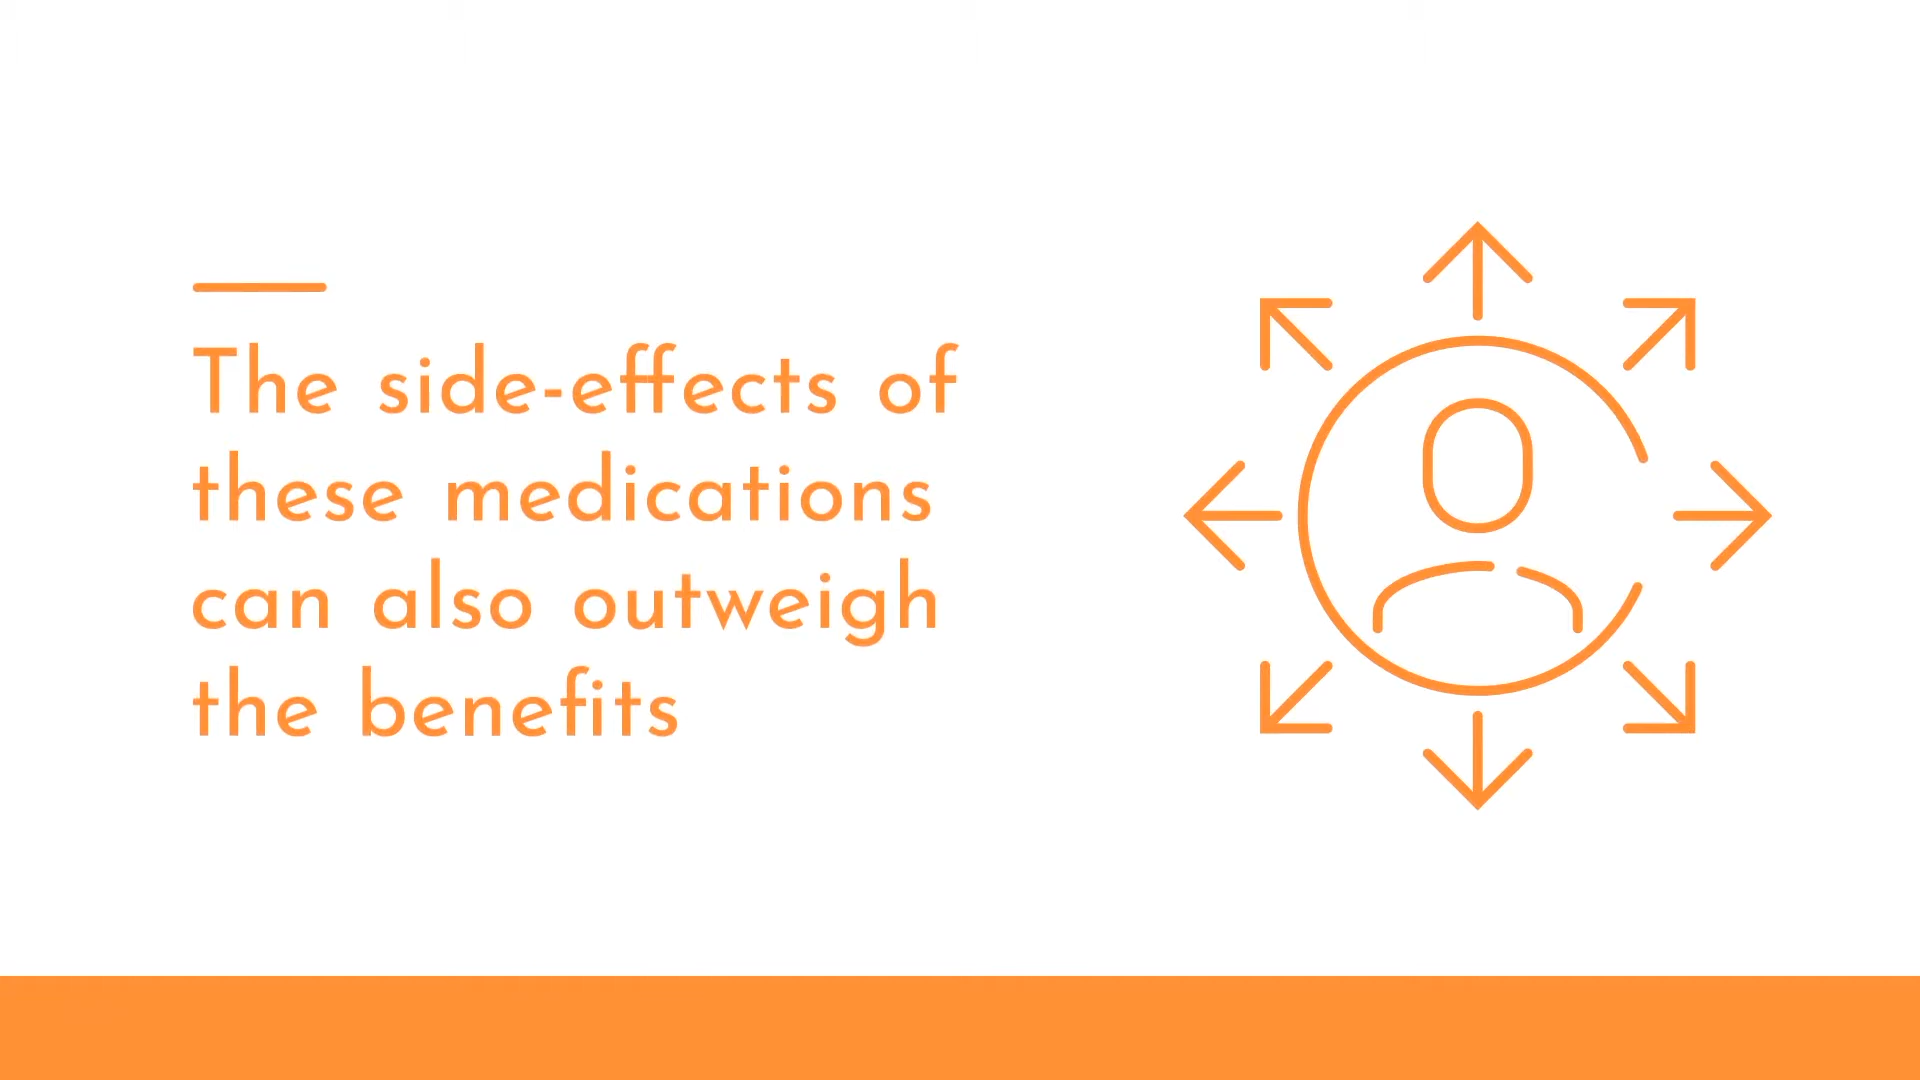 The side-effects of
these medications
can also outweigh
the benefits